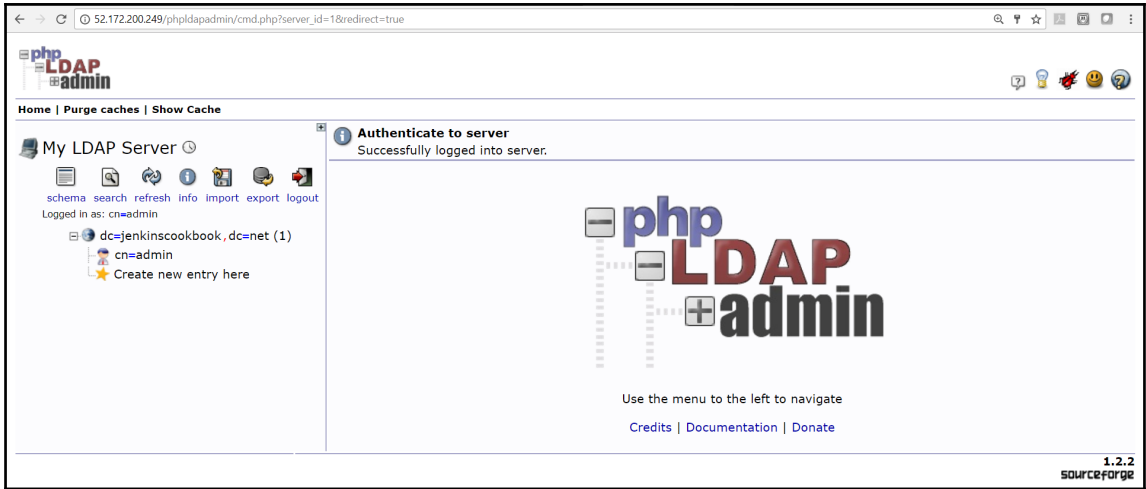 52.172.200.249/phpldapadmin/cmd.php?server_id=1&redirect=true
php
LDAP
admin
Home | Purge caches | Show Cache
My LDAP Server
schema search refresh info import export logout
Logged in as: cn=admin
dc=jenkinscookbook,dc=net (1)
cn=admin
Create new entry here
Authenticate to server
Successfully logged into server.
php
LDAP
admin
Use the menu to the left to navigate
Credits | Documentation | Donate
1.2.2
sourceforge